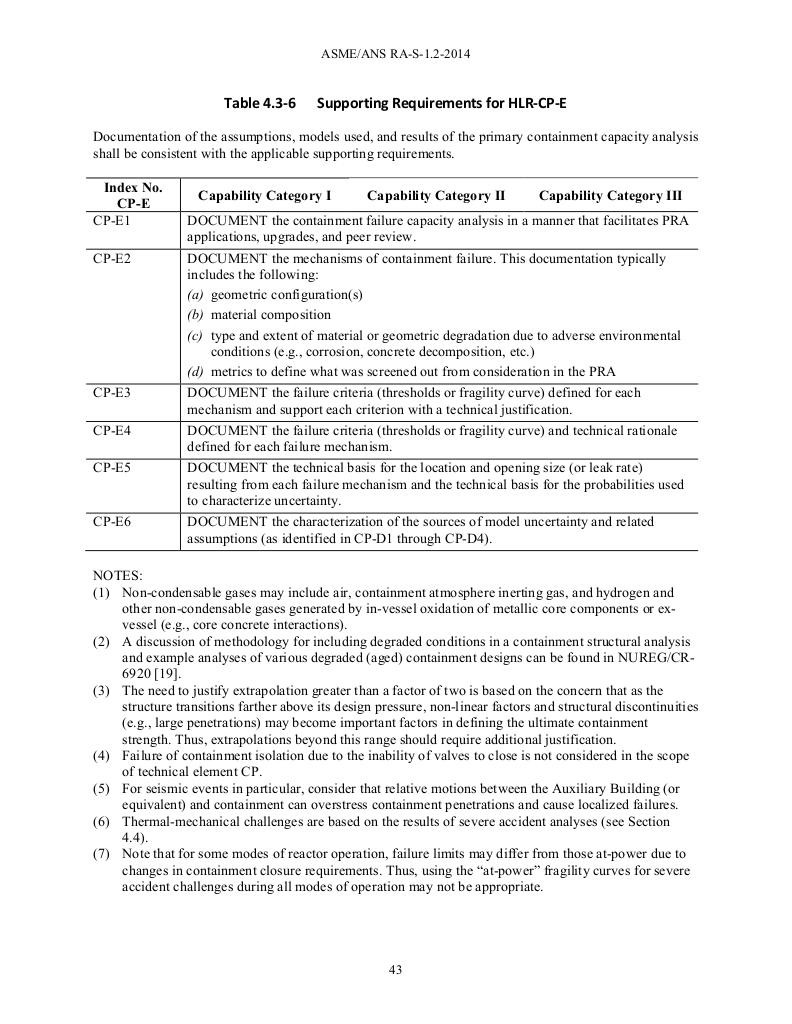 ASME/ANS RA-S-1.2-2014
Table 4.3-6 Supporting Requirements for HLR-CP-E
Documentation of the assumptions, models used, and results of the primary containment capacity analysis
shall be consistent with the applicable supporting requirements.
Index No.
CP-E
Capability Category I Capability Category II Capability Category III
CP-E1 DOCUMENT the containment failure capacity analysis in a manner that facilitates PRA
applications, upgrades, and peer review.
CP-E2 DOCUMENT the mechanisms of containment failure. This documentation typically
includes the following:
(a) geometric configuration(s)
(b) material composition
(c) type and extent of material or geometric degradation due to adverse environmental
conditions (e.g., corrosion, concrete decomposition, etc.)
(d) metrics to define what was screened out from consideration in the PRA
CP-E3 DOCUMENT the failure criteria (thresholds or fragility curve) defined for each
mechanism and support each criterion with a technical justification.
CP-E4 DOCUMENT the failure criteria (thresholds or fragility curve) and technical rationale
defined for each failure mechanism.
CP-E5 DOCUMENT the technical basis for the location and opening size (or leak rate)
resulting from each failure mechanism and the technical basis for the probabilities used
to characterize uncertainty.
CP-E6 DOCUMENT the characterization of the sources of model uncertainty and related
assumptions (as identified in CP-D1 through CP-D4).
NOTES:
(1) Non-condensable gases may include air, containment atmosphere inerting gas, and hydrogen and
other non-condensable gases generated by in-vessel oxidation of metallic core components or ex-
vessel (e.g., core concrete interactions).
(2) A discussion of methodology for including degraded conditions in a containment structural analysis
and example analyses of various degraded (aged) containment designs can be found in NUREG/CR-
6920 [19].
(3) The need to justify extrapolation greater than a factor of two is based on the concern that as the
structure transitions farther above its design pressure, non-linear factors and structural discontinuities
(e.g., large penetrations) may become important factors in defining the ultimate containment
strength. Thus, extrapolations beyond this range should require additional justification.
(4) Failure of containment isolation due to the inability of valves to close is not considered in the scope
of technical element CP.
(5) For seismic events in particular, consider that relative motions between the Auxiliary Building (or
equivalent) and containment can overstress containment penetrations and cause localized failures.
(6) Thermal-mechanical challenges are based on the results of severe accident analyses (see Section
4.4).
(7) Note that for some modes of reactor operation, failure limits may differ from those at-power due to
changes in containment closure requirements. Thus, using the “at-power” fragility curves for severe
accident challenges during all modes of operation may not be appropriate.
43